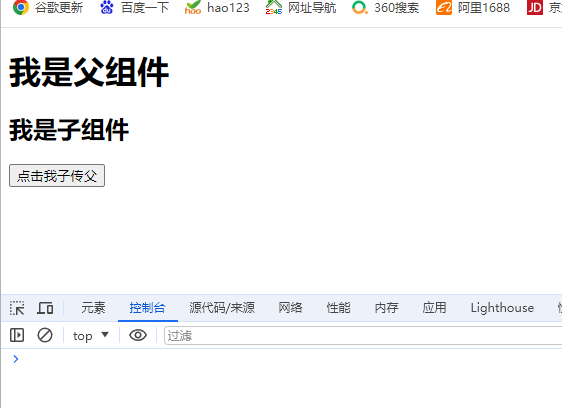 谷歌更新 百度一下 hao hao123 2345 网址导航 360搜索 阿里1688 JD
我是父组件
我是子组件
点击我子传父
元素 控制台 源代码/来源 网络 性能 内存 应用 Lighthouse
top 过滤